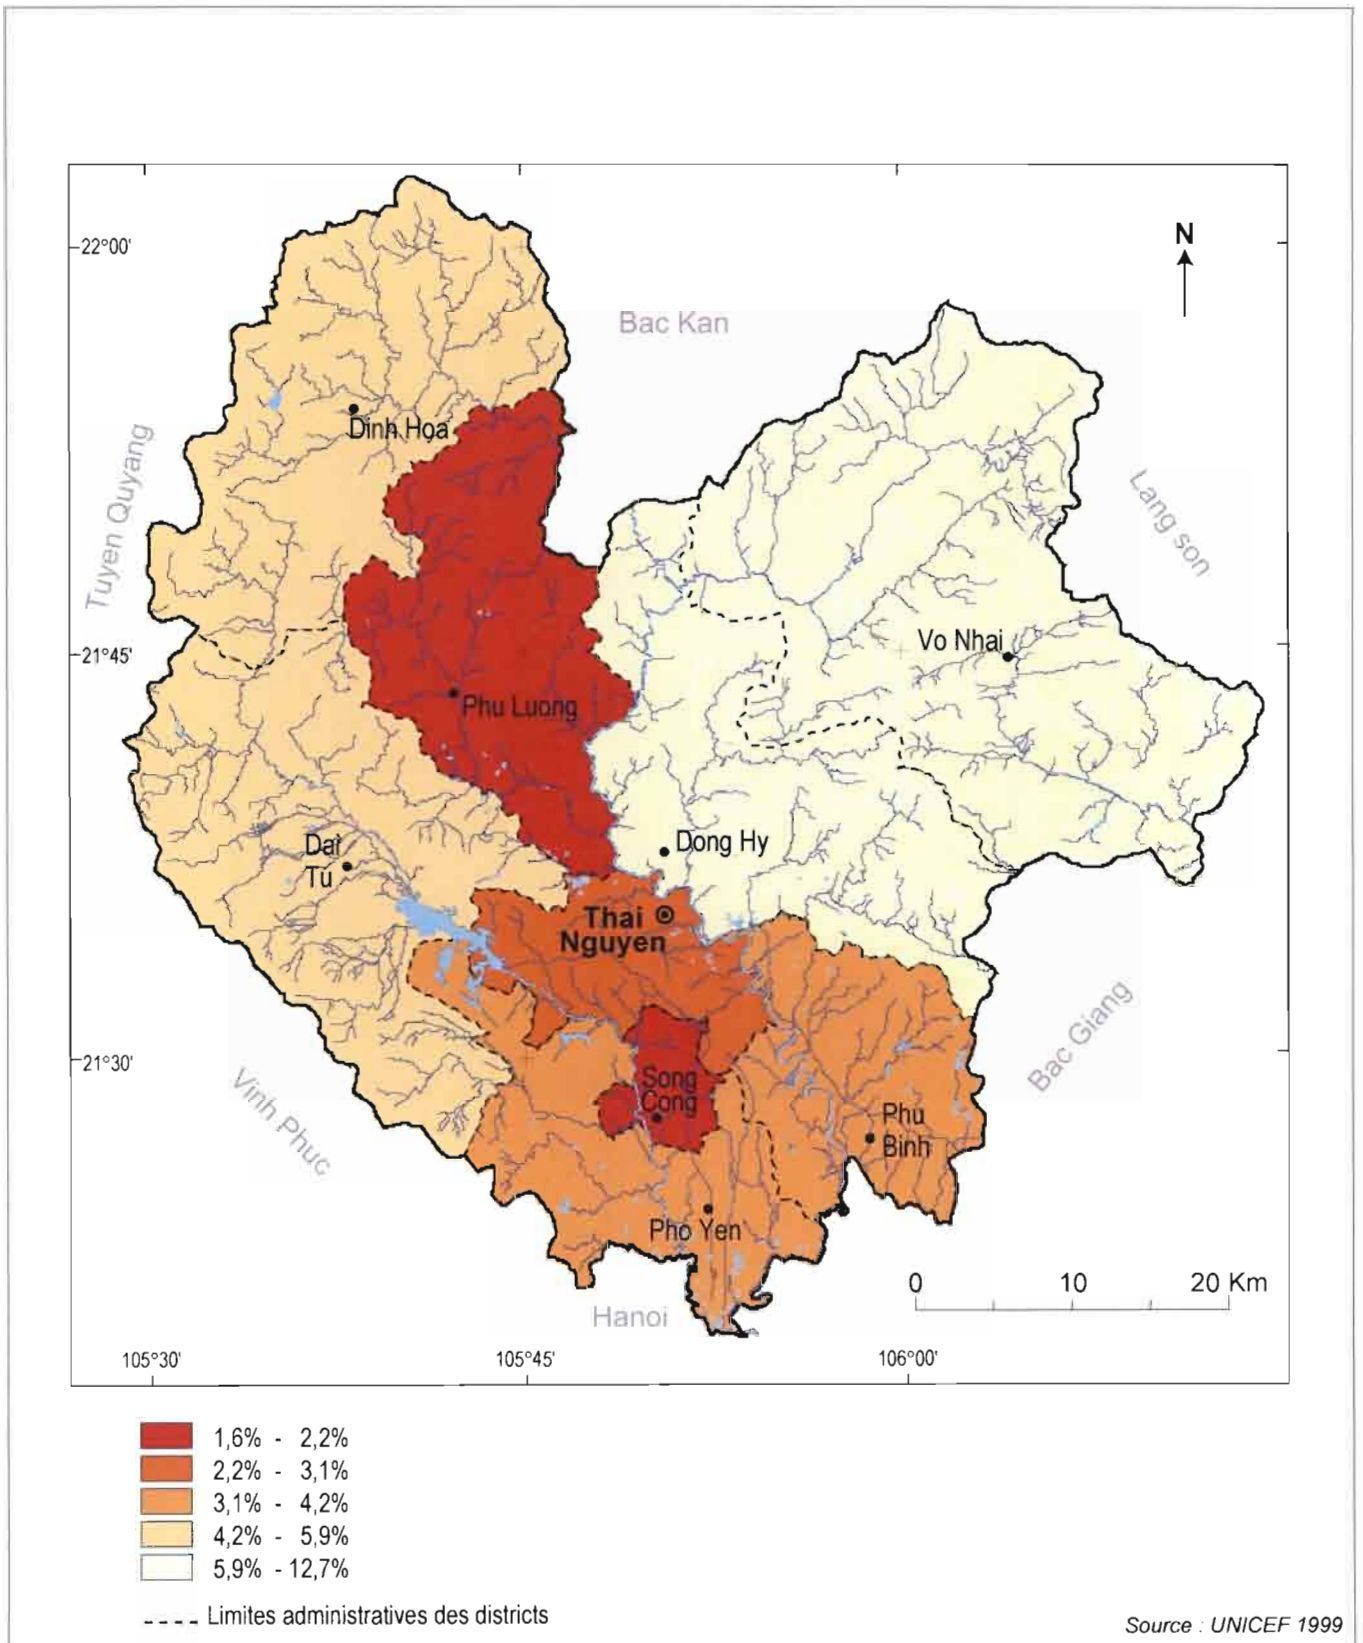 N
22°00'
Bac Kan
Dinh Họa
Tuyen Quyang
Lang son
21°45'
Vo Nhai
Phu Luong
Dong Hy
Dai
Tú
Thai
Nguyen
Bac Giang
21°30'
Song
Cong
Vinh Phuc
Phu
Binh
Pho Yen
0 10 20 Km
Hanoi
105°30' 105°45' 106°00'
1,6% - 2,2%
2,2% - 3,1%
3,1% - 4,2%
4,2% - 5,9%
5,9% - 12,7%
Limites administratives des districts
Source : UNICEF 1999